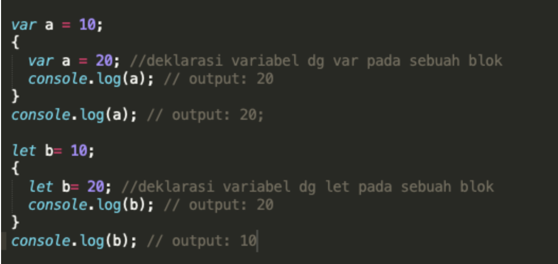 var a = 10;
{
  var a = 20; //deklarasi variabel dg var pada sebuah blok
  console.log(a); // output: 20
}
console.log(a); // output: 20;

let b= 10;
{
  let b= 20; //deklarasi variabel dg let pada sebuah blok
  console.log(b); // output: 20
}
console.log(b); // output: 10